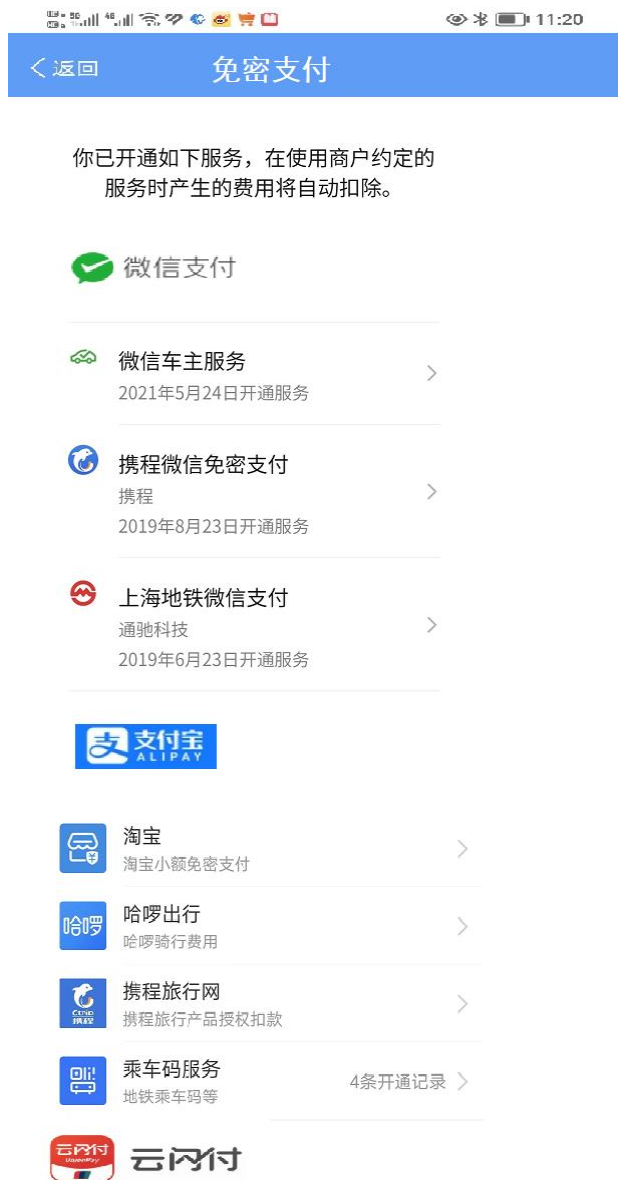 11:20
返回
免密支付
你已开通如下服务，在使用商户约定的
服务时产生的费用将自动扣除。
微信支付
微信车主服务
2021年5月24日开通服务
携程微信免密支付
携程
2019年8月23日开通服务
上海地铁微信支付
通驰科技
2019年6月23日开通服务
支 支付宝
ALIPAY
淘宝
淘宝小额免密支付
哈啰
哈啰出行
哈啰骑行费用
携程旅行网
Ctrip
携程
携程旅行产品授权扣款
乘车码服务
地铁乘车码等
4条开通记录
云闪付
UnionPay
云闪付